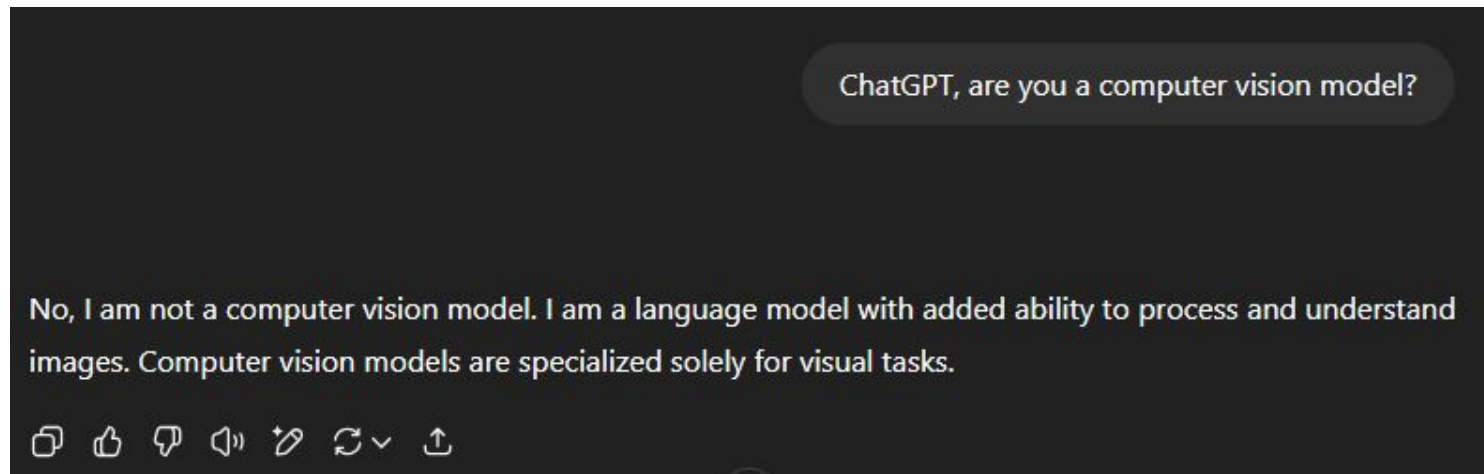 ChatGPT, are you a computer vision model?
No, I am not a computer vision model. I am a language model with added ability to process and understand
images. Computer vision models are specialized solely for visual tasks.